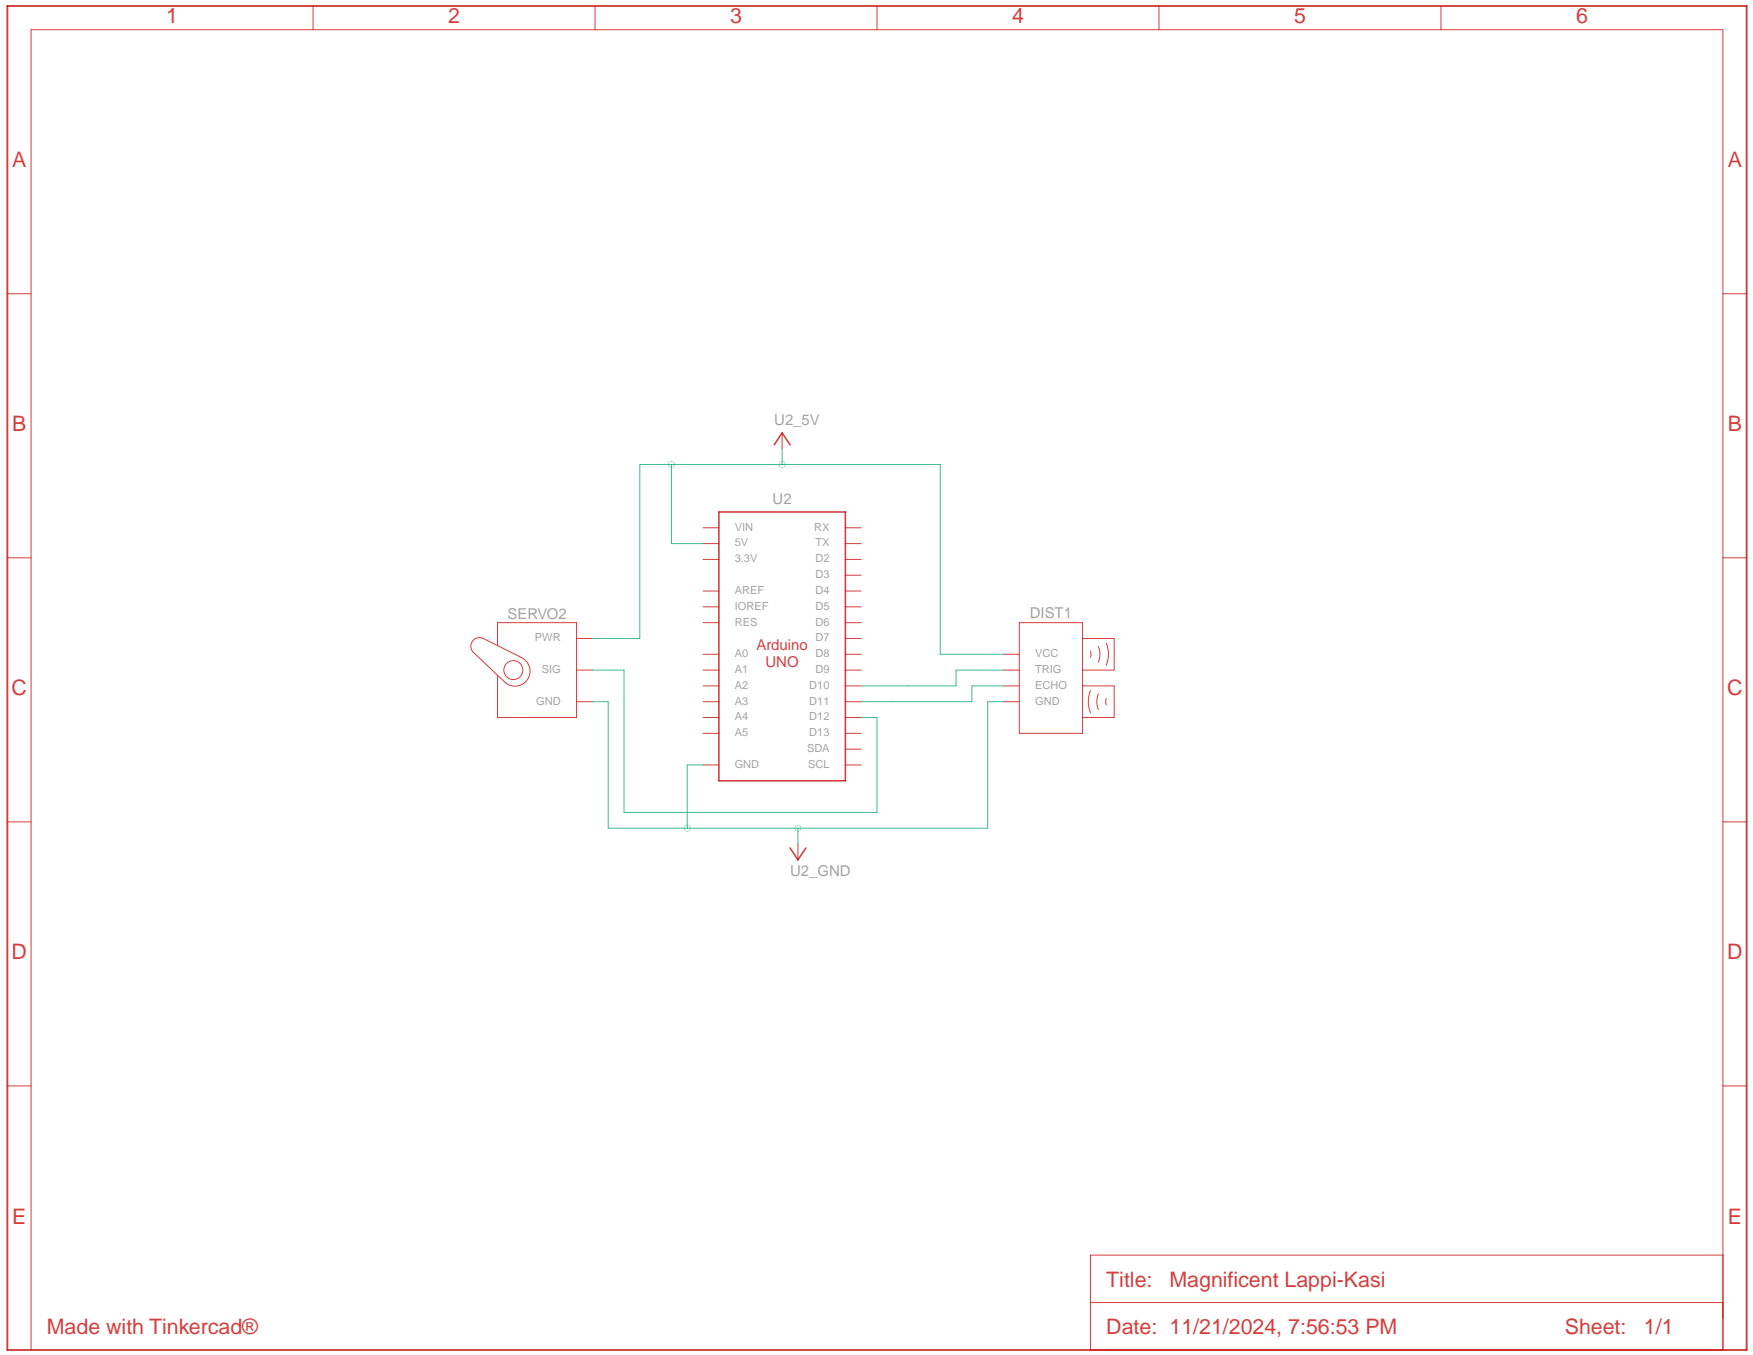 1 2 3 4 5 6
A A
B B
U2_5V
U2
VIN RX
5V TX
3.3V D2
D3
AREF D4
IOREF D5
RES D6
D7
Arduino
UNO
A0 D8
A1 D9
A2 D10
A3 D11
A4 D12
A5 D13
SDA
GND SCL
SERVO2
PWR
SIG
GND
DIST1
VCC
TRIG
ECHO
GND
C C
U2_GND
D D
E E
Title: Magnificent Lappi-Kasi
Made with Tinkercad®
Date: 11/21/2024, 7:56:53 PM Sheet: 1/1